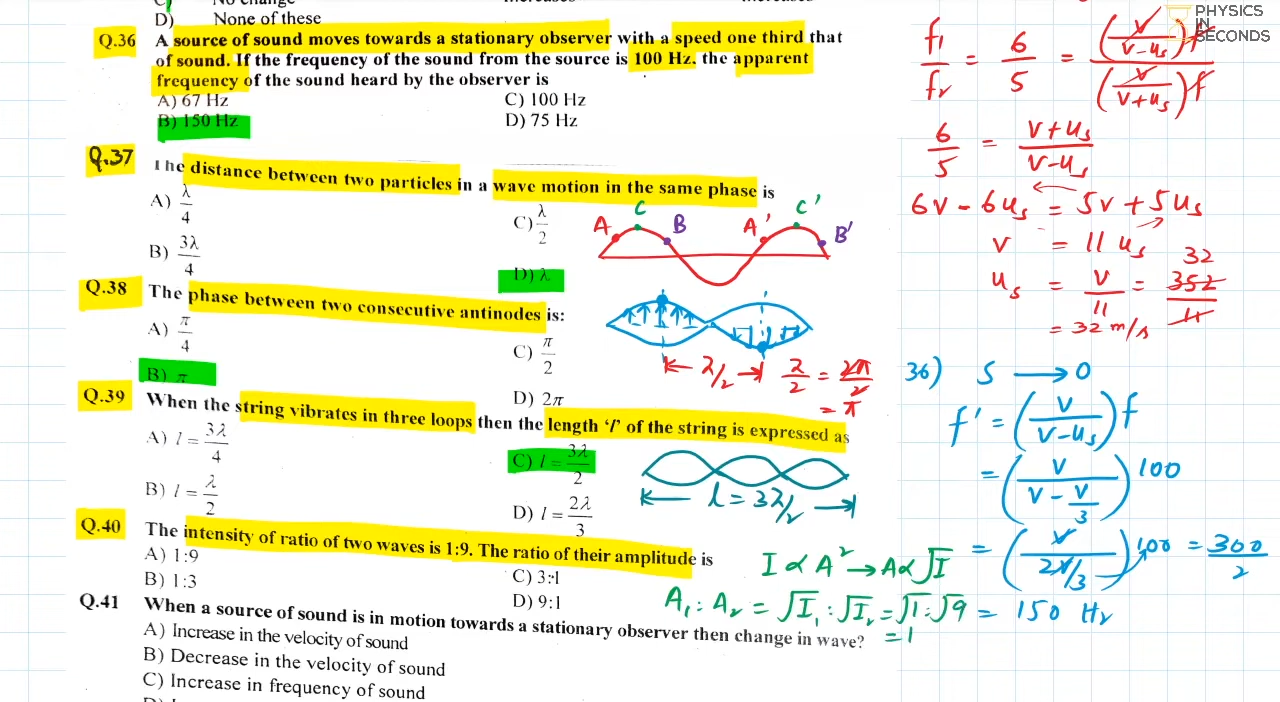 C) No change
D) None of these
Q.36 A source of sound moves towards a stationary observer with a speed one third that
of sound. If the frequency of the sound from the source is 100 Hz. the apparent
frequency of the sound heard by the observer is
A) 67 Hz C) 100 Hz
B) 150 Hz D) 75 Hz
Q.37 The distance between two particles in a wave motion in the same phase is
A) λ/4 C) λ/2
B) 3λ/4 D) λ
Q.38 The phase between two consecutive antinodes is:
A) π/4 C) π/2
B) π D) 2π
Q.39 When the string vibrates in three loops then the length 'l' of the string is expressed as
A) l = 3λ/4 C) l = 3λ/2
B) l = λ/2 D) l = 2λ/3
Q.40 The intensity of ratio of two waves is 1:9. The ratio of their amplitude is
A) 1:9 C) 3:1
B) 1:3 D) 9:1
Q.41 When a source of sound is in motion towards a stationary observer then change in wave?
A) Increase in the velocity of sound
B) Decrease in the velocity of sound
C) Increase in frequency of sound
A C B A' C' B'
λ/2 λ/2 = 2π/2
= π
l = 3λ/2
I ∝ A² → A ∝ √I
A₁ : A₂ = √I₁ : √I₂ = √1 : √9
= 1
PHYSICS
IN
SECONDS
f₁/f₂ = 6/5 = (v/(v-uₛ))f / (v/(v+uₛ))f
6/5 = (v+uₛ)/(v-uₛ)
6v - 6uₛ = 5v + 5uₛ
v = 11 uₛ
32
uₛ = v/11 = 352/11
= 32 m/s
36) S → O
f' = (v/(v-uₛ)) f
= (v/(v - v/3)) 100
= (v/(2v/3)) 100 = 300/2
= 150 Hz